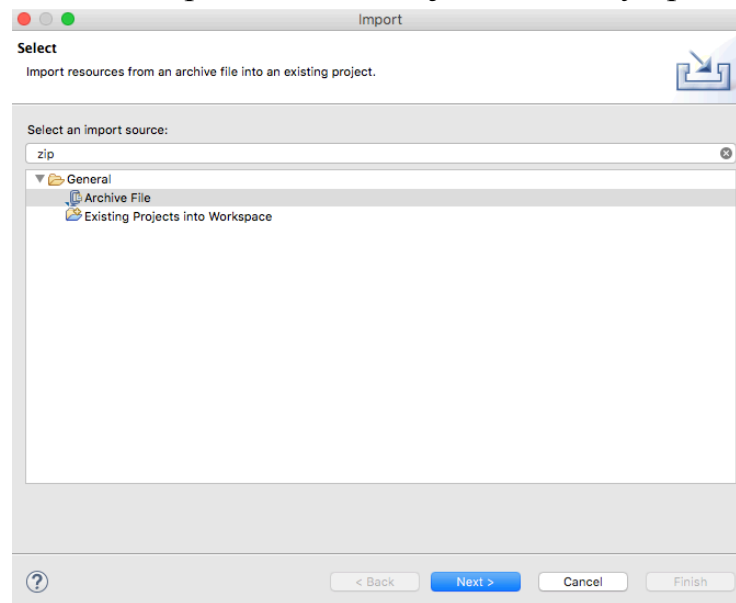 Import
Select
Import resources from an archive file into an existing project.
Select an import source:
zip
General
Archive File
Existing Projects into Workspace
?
< Back
Next >
Cancel
Finish